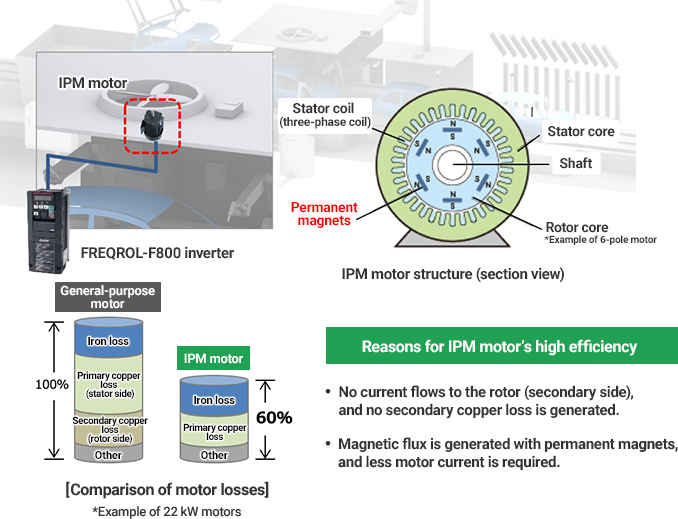 IPM motor
FREQROL-F800 inverter
Stator coil
(three-phase coil)
Stator core
Shaft
Permanent
magnets
Rotor core
*Example of 6-pole motor
N
S
S
N
N
S
N
S
S
N
N
S
IPM motor structure (section view)
General-purpose
motor
Iron loss
Primary copper
loss
(stator side)
Secondary copper
loss
(rotor side)
Other
100%
IPM motor
Iron loss
Primary copper
loss
Other
60%
[Comparison of motor losses]
*Example of 22 kW motors
Reasons for IPM motor's high efficiency
• No current flows to the rotor (secondary side),
and no secondary copper loss is generated.
• Magnetic flux is generated with permanent magnets,
and less motor current is required.